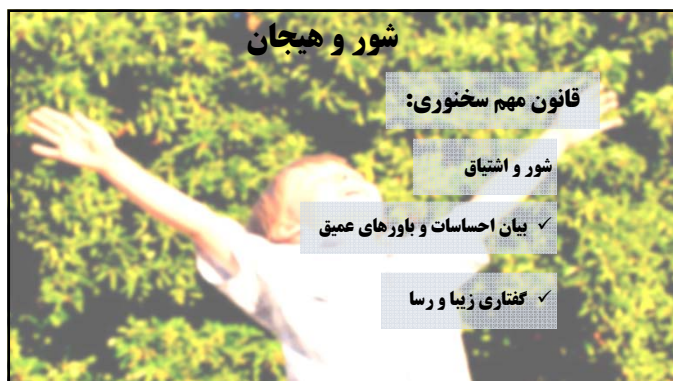 شور و هیجان
قانون مهم سخنوری:
شور و اشتیاق
✓ بیان احساسات و باورهای عمیق
✓ گفتاری زیبا و رسا